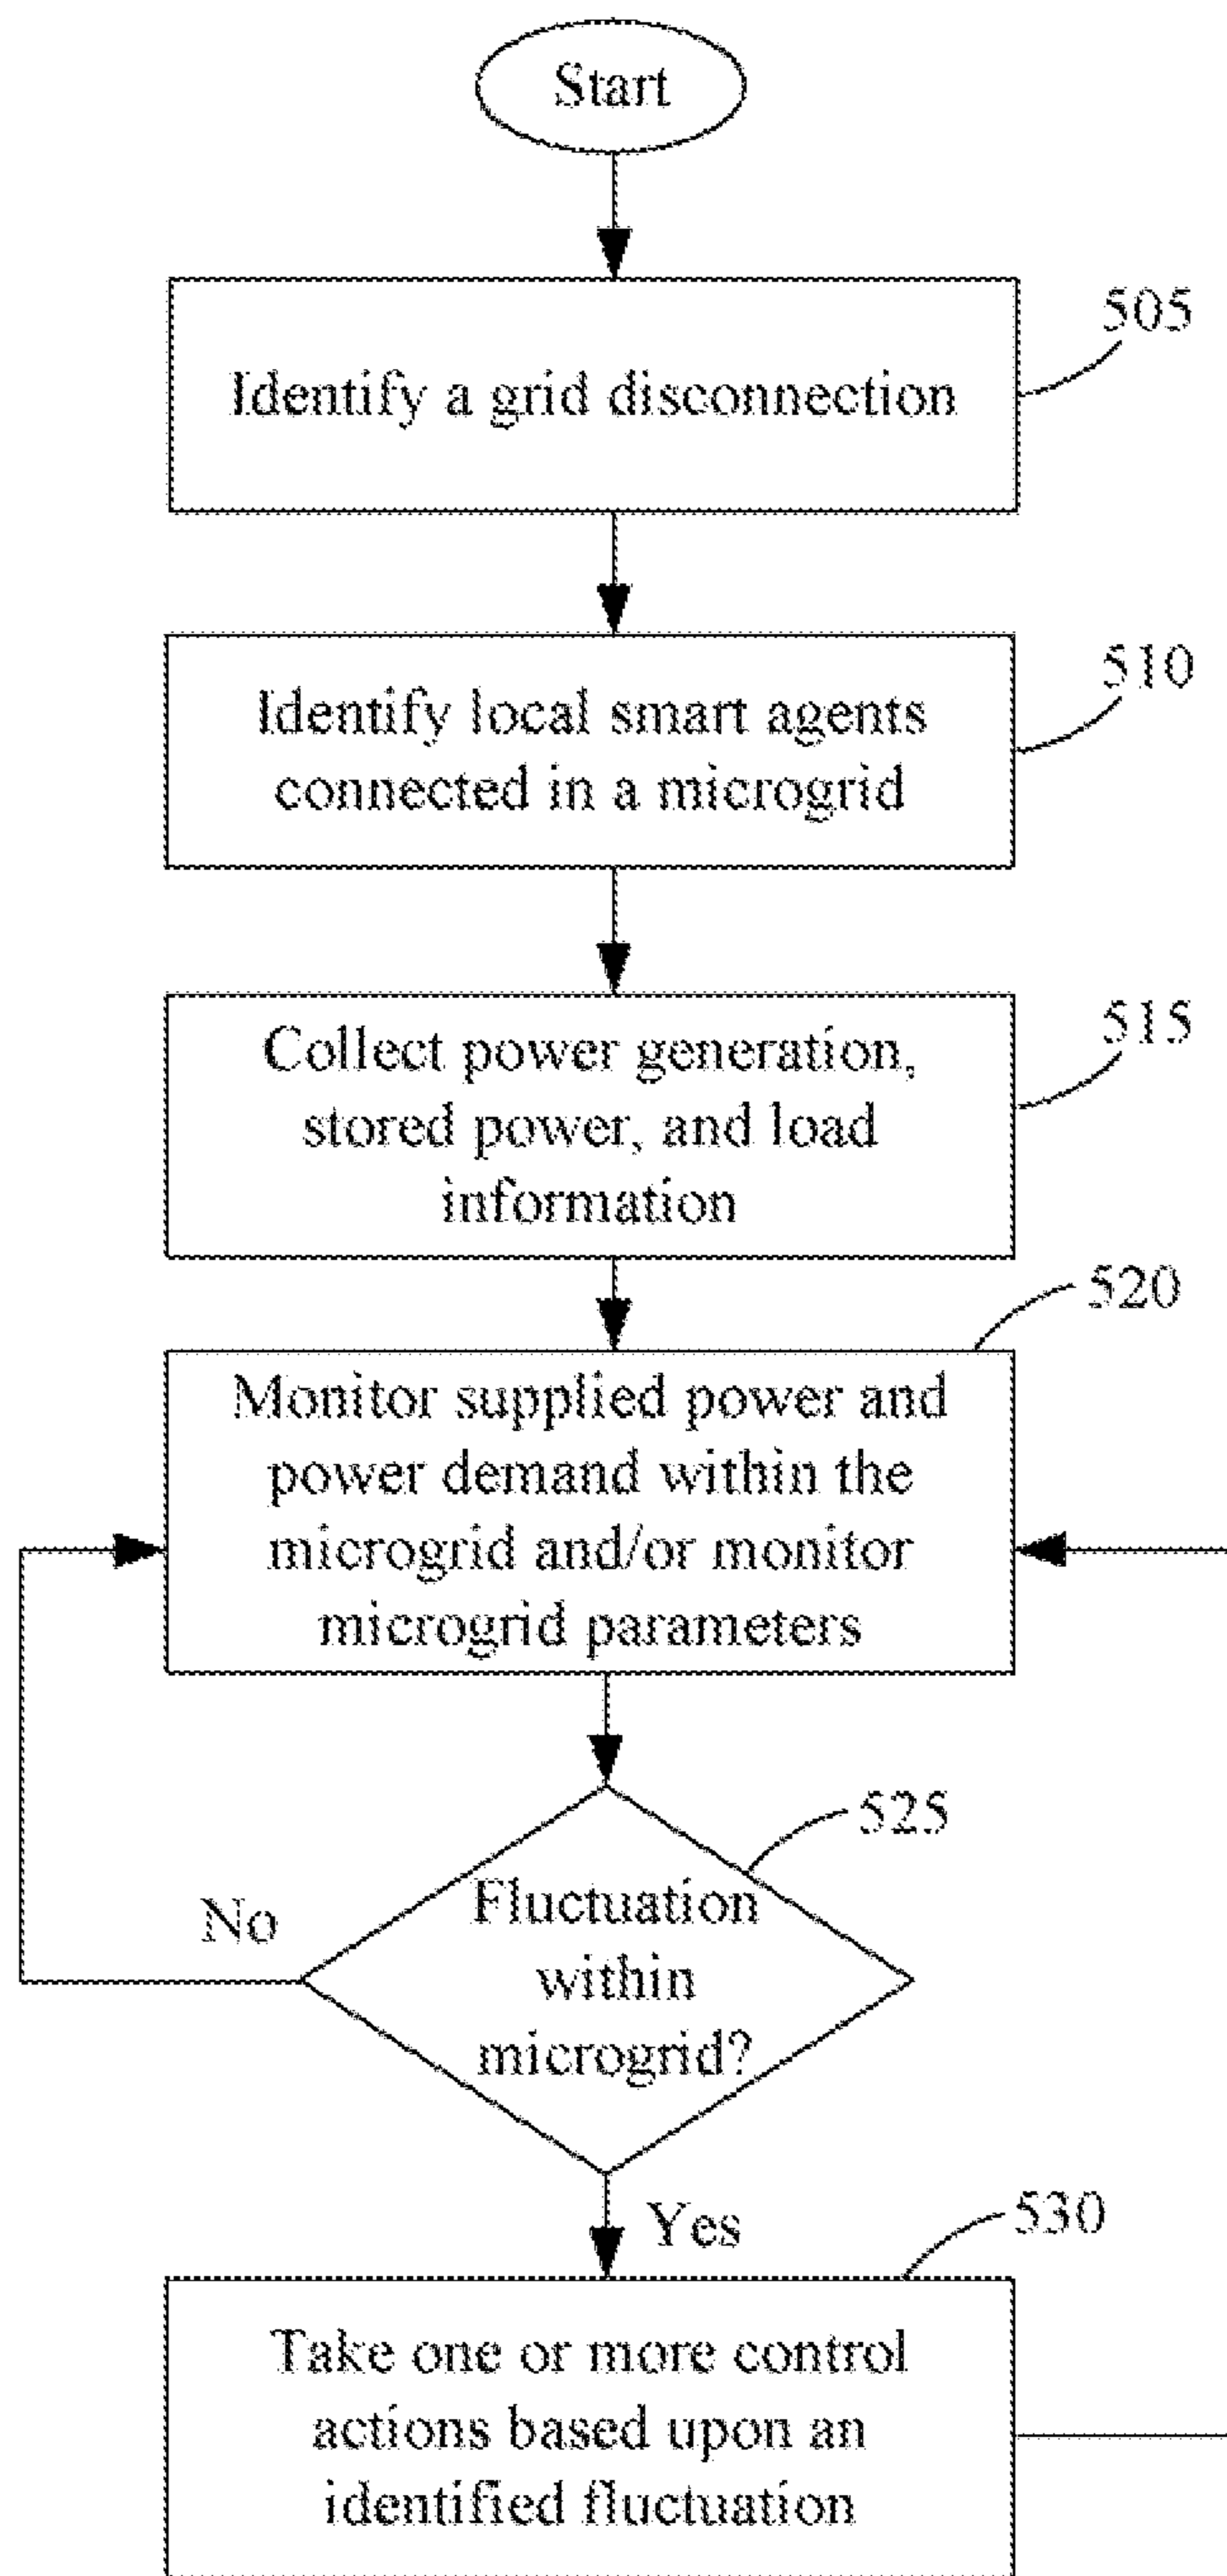 Start
505
Identify a grid disconnection
510
Identify local smart agents
connected in a microgrid
515
Collect power generation,
stored power, and load
information
520
Monitor supplied power and
power demand within the
microgrid and/or monitor
microgrid parameters
525
Fluctuation
within
microgrid?
No
Yes
530
Take one or more control
actions based upon an
identified fluctuation